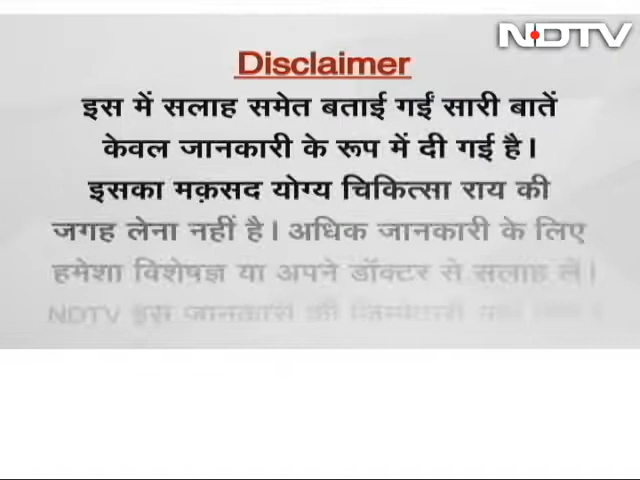 NDTV
Disclaimer
इस में सलाह समेत बताई गईं सारी बातें
केवल जानकारी के रूप में दी गई है।
इसका मक़सद योग्य चिकित्सा राय की
जगह लेना नहीं है। अधिक जानकारी के लिए
हमेशा विशेषज्ञ या अपने डॉक्टर से सलाह लें।
NDTV इस जानकारी की जिम्मेदारी